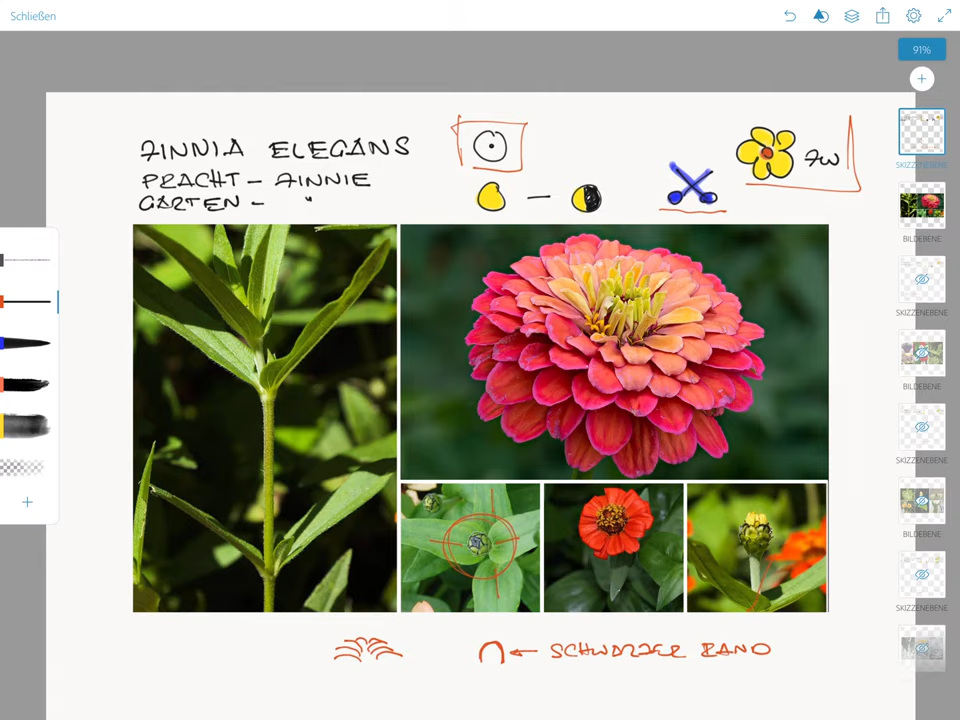 Schließen
91%
ZINNIA ELEGANS
PRACHT - ZINNIE
GARTEN - "
ZW
SKIZZENEBENE
BILDEBENE
SKIZZENEBENE
BILDEBENE
SKIZZENEBENE
BILDEBENE
SKIZZENEBENE
SCHWARZER RAND